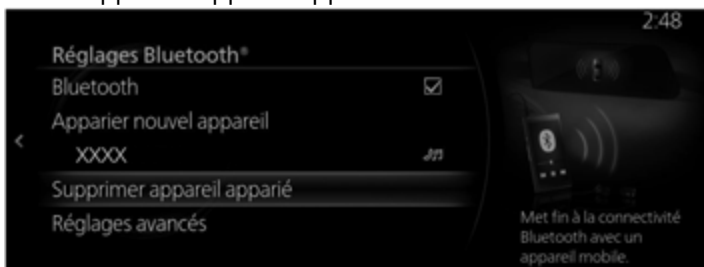 2:48
Réglages Bluetooth®
Bluetooth
Apparier nouvel appareil
XXXX
Supprimer appareil apparié
Réglages avancés
Met fin à la connectivité
Bluetooth avec un
appareil mobile.